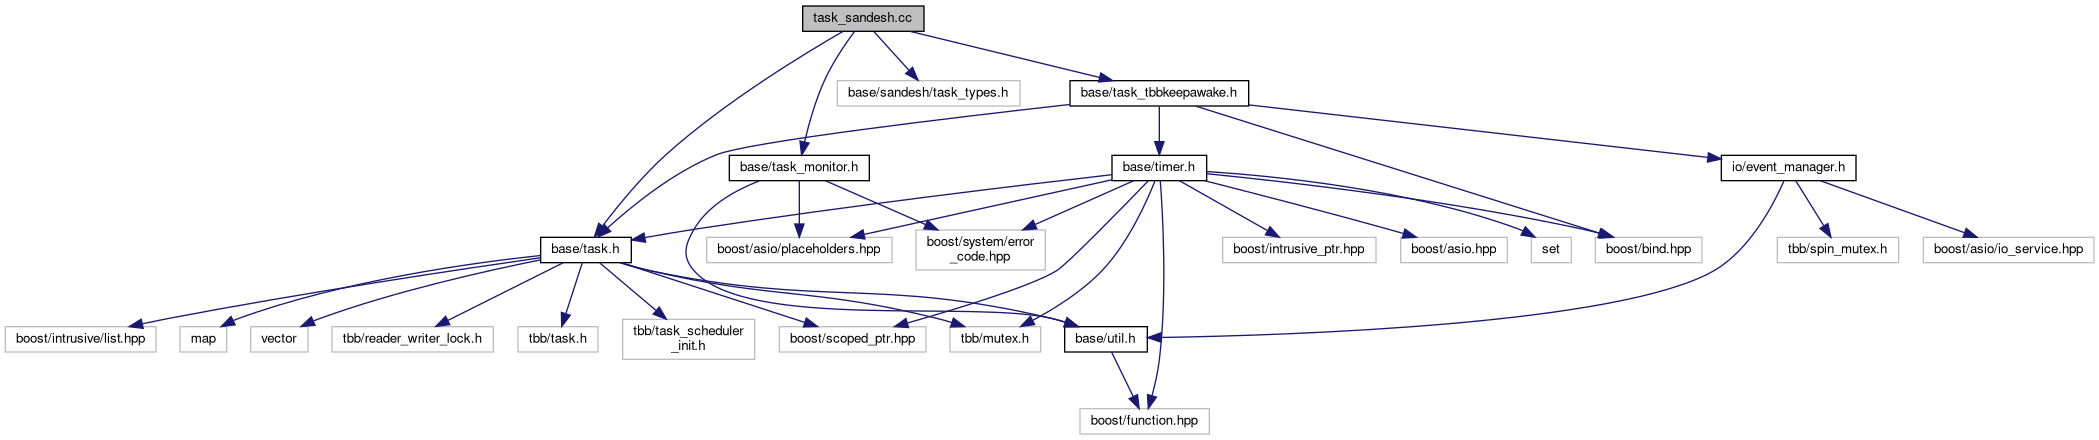 task_sandesh.cc
base/sandesh/task_types.h
base/task_tbbkeepawake.h
base/task_monitor.h
base/timer.h
io/event_manager.h
base/task.h
boost/asio/placeholders.hpp
boost/system/error
_code.hpp
boost/intrusive_ptr.hpp
boost/asio.hpp
set
boost/bind.hpp
tbb/spin_mutex.h
boost/asio/io_service.hpp
boost/intrusive/list.hpp
map
vector
tbb/reader_writer_lock.h
tbb/task.h
tbb/task_scheduler
_init.h
boost/scoped_ptr.hpp
tbb/mutex.h
base/util.h
boost/function.hpp